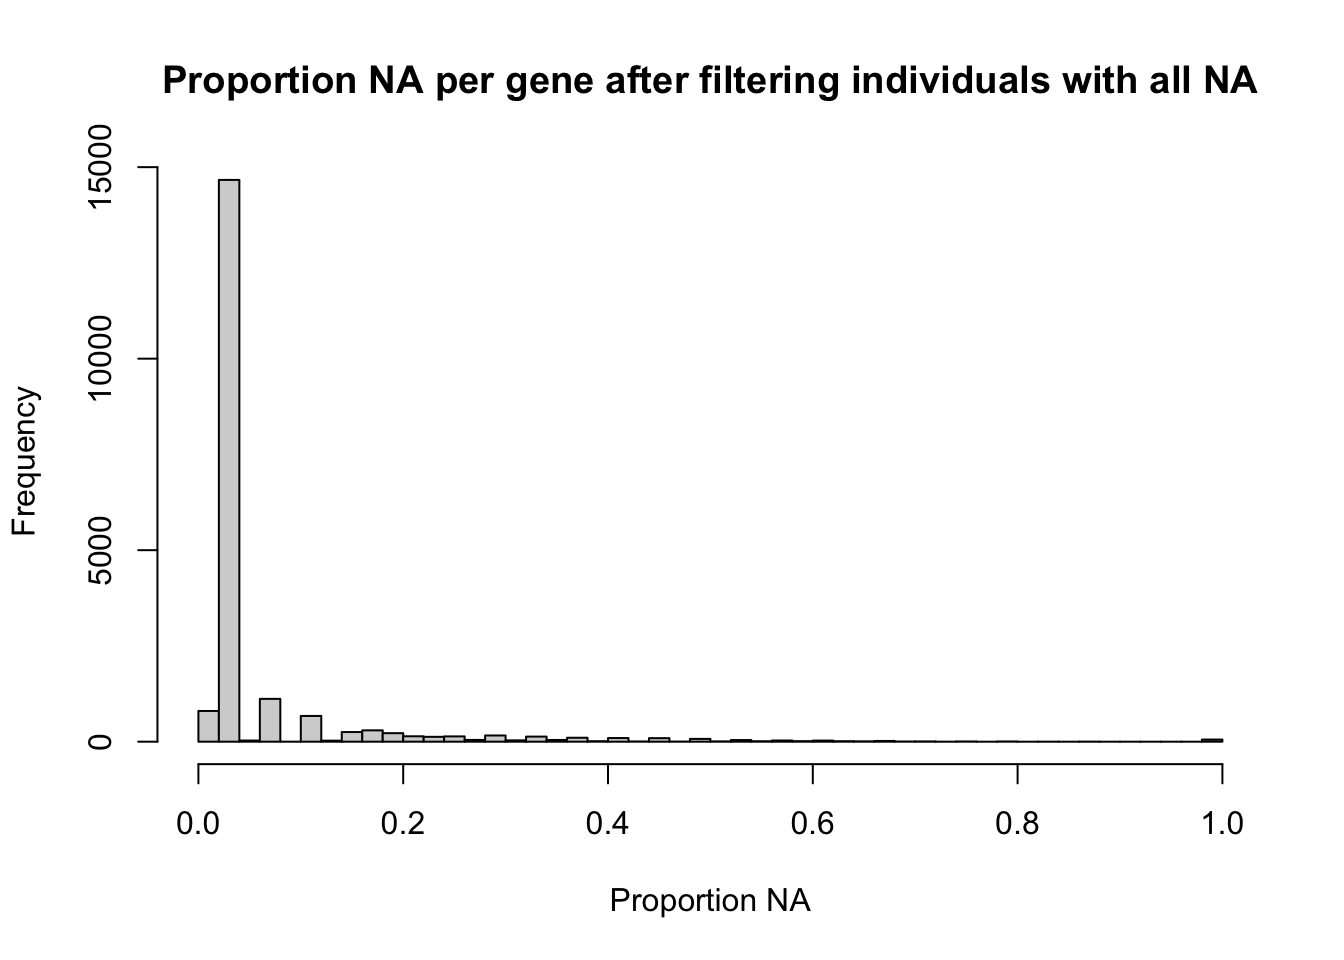 Proportion NA per gene after filtering individuals with all NA
Frequency
15000
10000
5000
0
0.0 0.2 0.4 0.6 0.8 1.0
Proportion NA